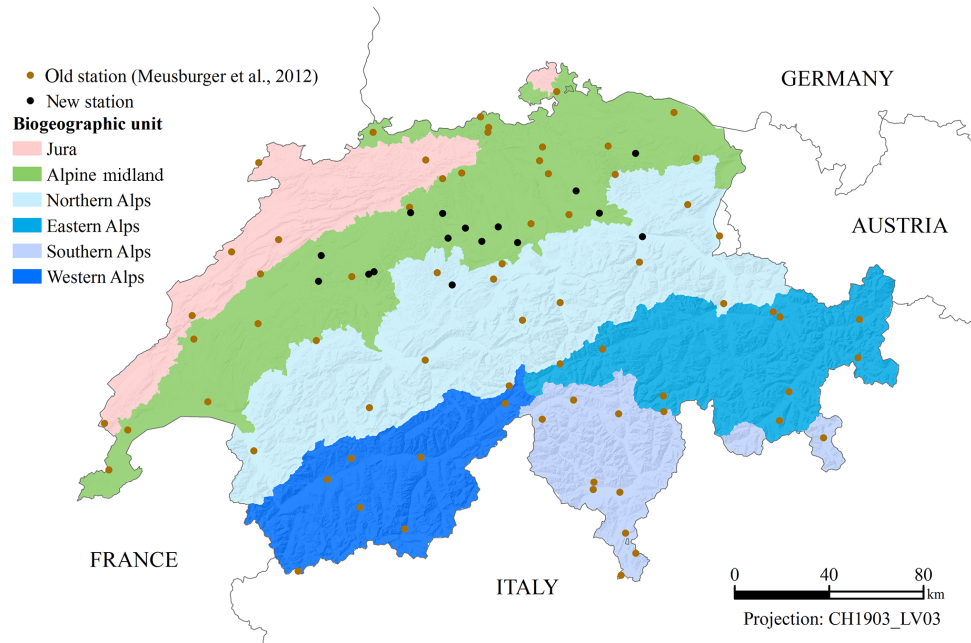 Old station (Meusburger et al., 2012)
New station
Biogeographic unit
Jura
Alpine midland
Northern Alps
Eastern Alps
Southern Alps
Western Alps
GERMANY
AUSTRIA
FRANCE
ITALY
0 40 80
km
Projection: CH1903_LV03